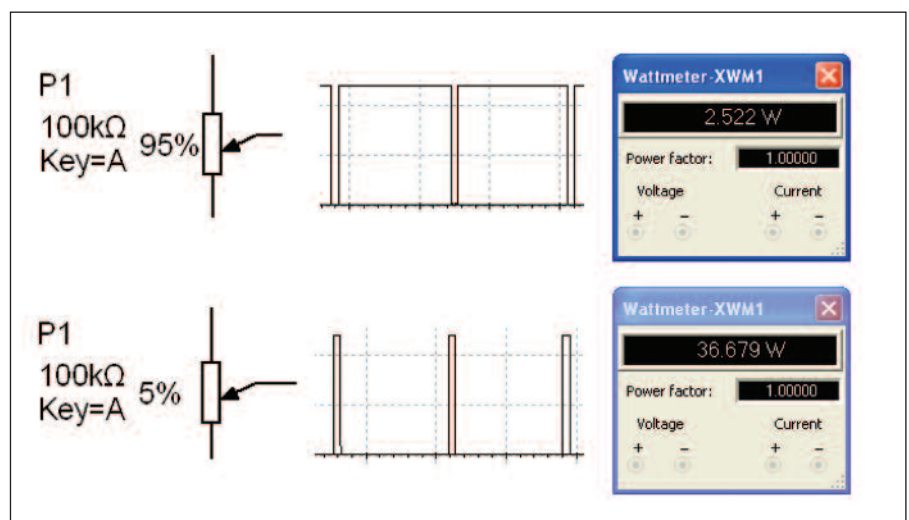 P1
100kΩ
Key=A
95%
Wattmeter-XWM1
2.522 W
Power factor: 1.00000
Voltage Current
+ − + −
P1
100kΩ
Key=A
5%
Wattmeter-XWM1
36.679 W
Power factor: 1.00000
Voltage Current
+ − + −